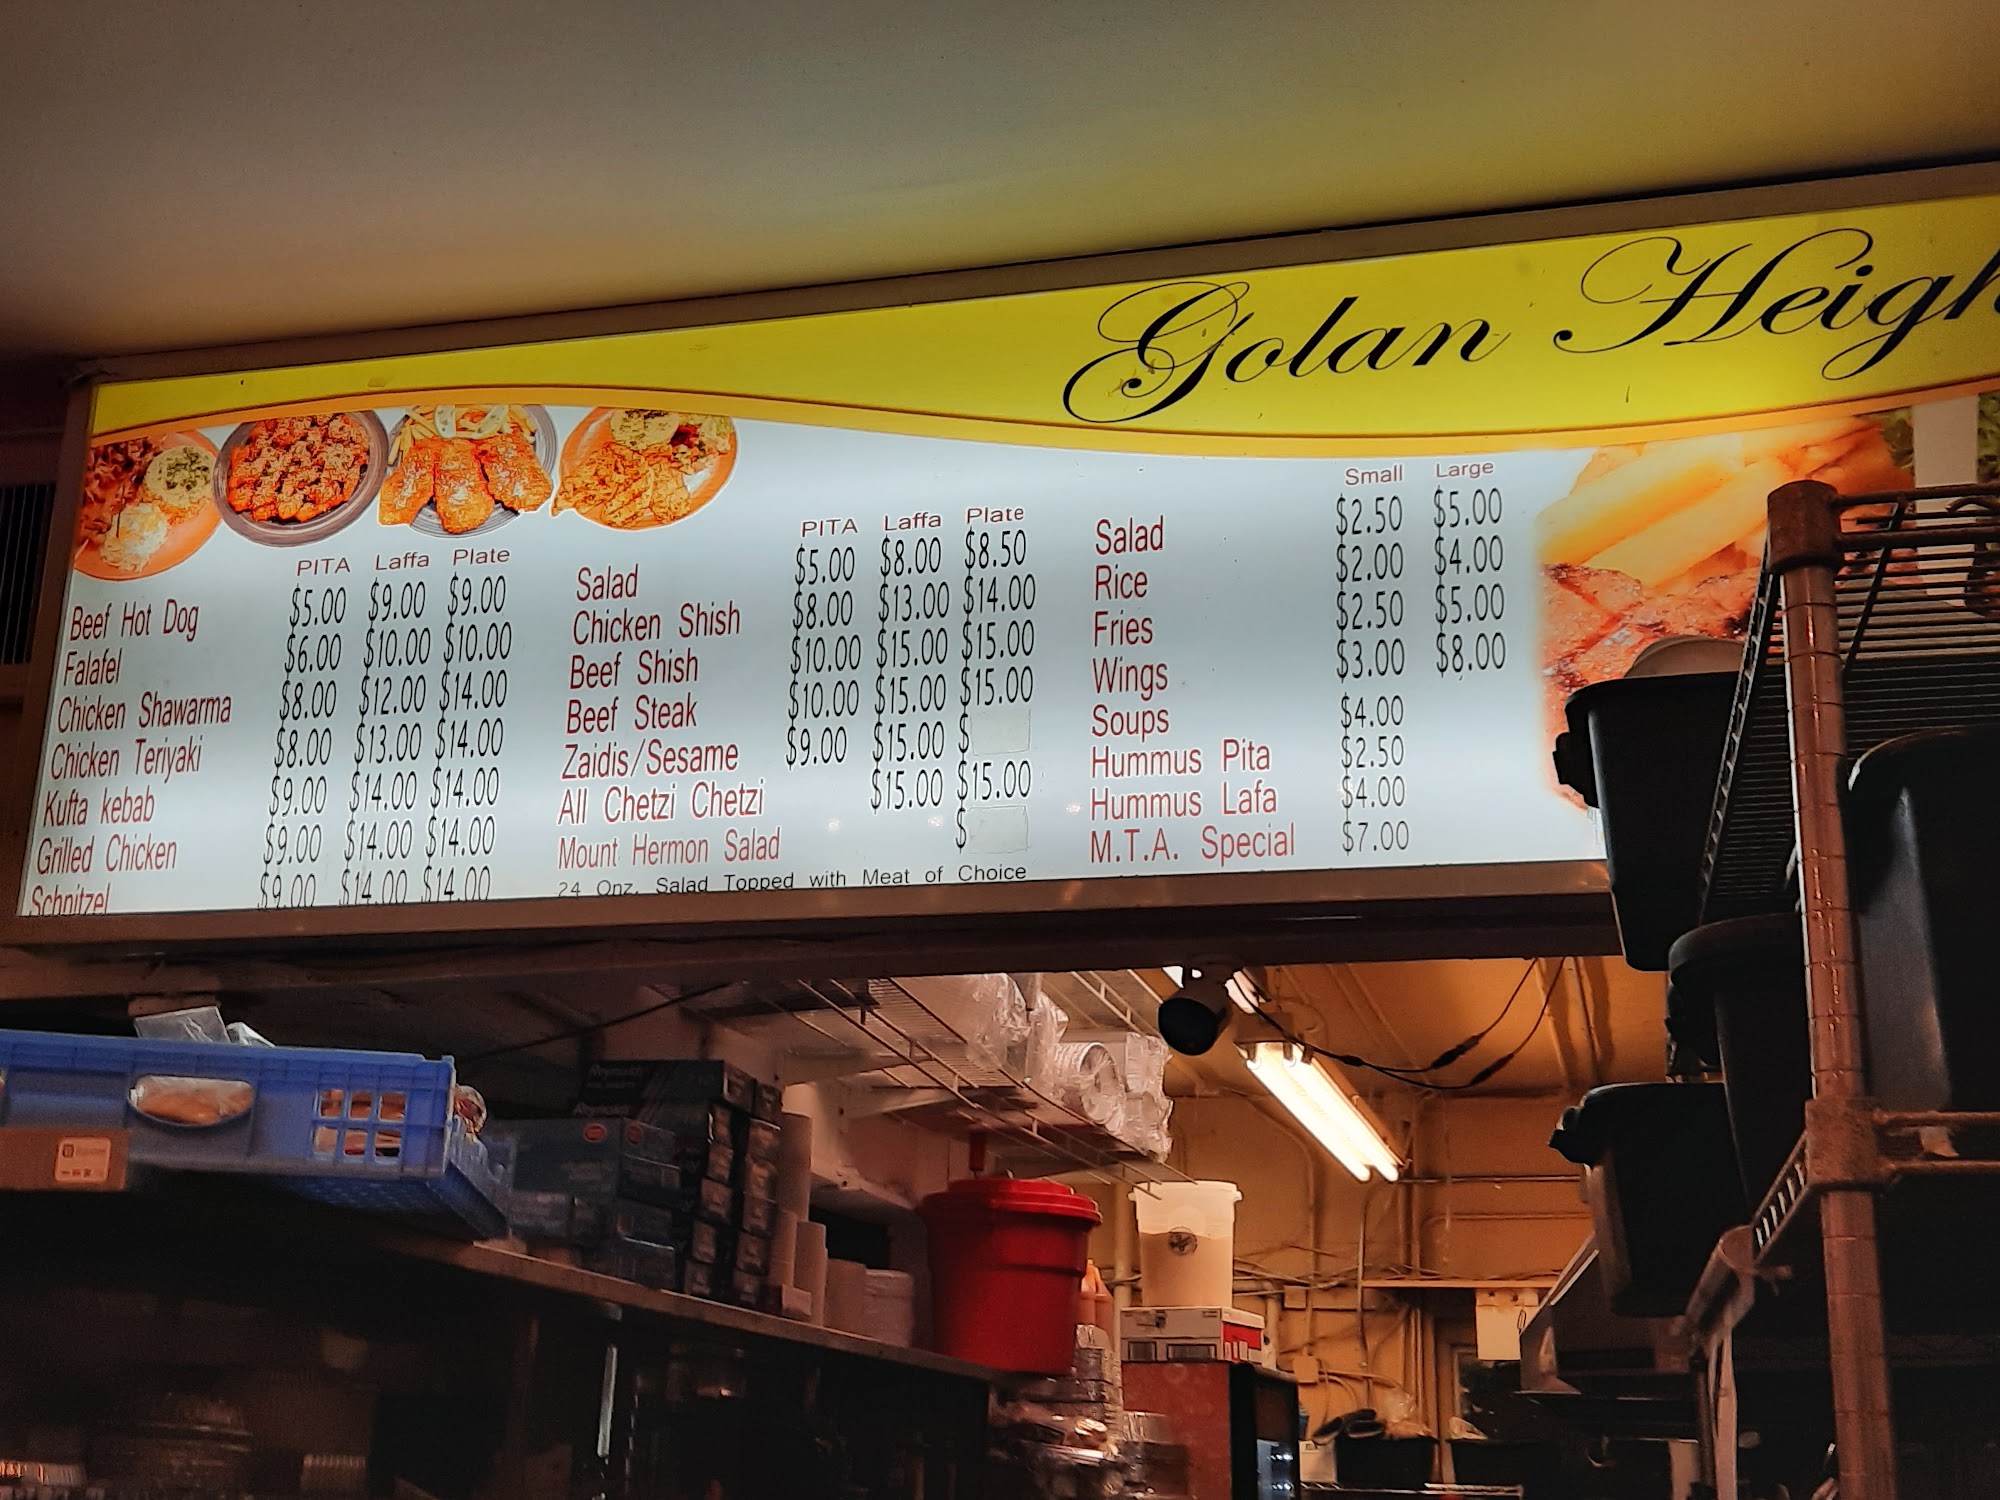 Golan Heigh
PITA Laffa Plate
Beef Hot Dog $5.00 $9.00 $9.00
Falafel $6.00 $10.00 $10.00
Chicken Shawarma $8.00 $12.00 $14.00
Chicken Teriyaki $8.00 $13.00 $14.00
Kufta kebab $9.00 $14.00 $14.00
Grilled Chicken $9.00 $14.00 $14.00
Schnitzel $9.00 $14.00 $14.00
PITA Laffa Plate
Salad $5.00 $8.00 $8.50
Chicken Shish $8.00 $13.00 $14.00
Beef Shish $10.00 $15.00 $15.00
Beef Steak $10.00 $15.00 $15.00
Zaidis/Sesame $9.00 $15.00 $
All Chetzi Chetzi $15.00 $15.00
Mount Hermon Salad $
24 Onz. Salad Topped with Meat of Choice
Small Large
Salad $2.50 $5.00
Rice $2.00 $4.00
Fries $2.50 $5.00
Wings $3.00 $8.00
Soups $4.00
Hummus Pita $2.50
Hummus Lafa $4.00
M.T.A. Special $7.00
Reynolds